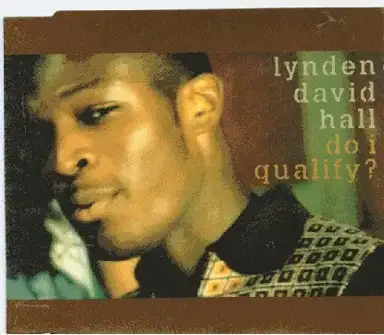 lynden
david
hall
do i
qualify?